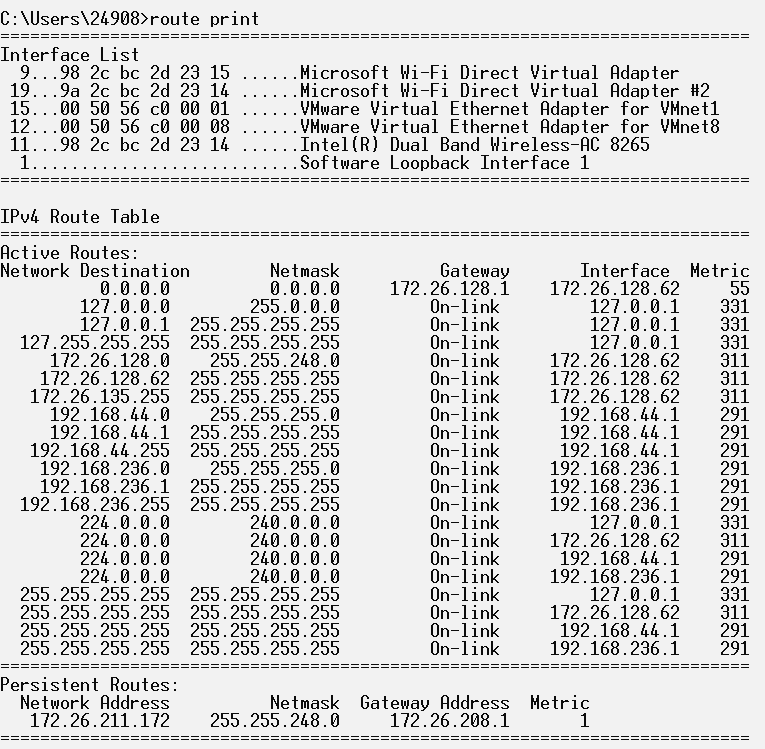 C:\Users\24908>route print
===========================================================================
Interface List
  9...98 2c bc 2d 23 15 ......Microsoft Wi-Fi Direct Virtual Adapter
 19...9a 2c bc 2d 23 14 ......Microsoft Wi-Fi Direct Virtual Adapter #2
 15...00 50 56 c0 00 01 ......VMware Virtual Ethernet Adapter for VMnet1
 12...00 50 56 c0 00 08 ......VMware Virtual Ethernet Adapter for VMnet8
 11...98 2c bc 2d 23 14 ......Intel(R) Dual Band Wireless-AC 8265
  1...........................Software Loopback Interface 1
===========================================================================
IPv4 Route Table
===========================================================================
Active Routes:
Network Destination        Netmask          Gateway       Interface  Metric
          0.0.0.0          0.0.0.0     172.26.128.1    172.26.128.62     55
        127.0.0.0        255.0.0.0         On-link         127.0.0.1    331
        127.0.0.1  255.255.255.255         On-link         127.0.0.1    331
  127.255.255.255  255.255.255.255         On-link         127.0.0.1    331
     172.26.128.0    255.255.248.0         On-link     172.26.128.62    311
    172.26.128.62  255.255.255.255         On-link     172.26.128.62    311
   172.26.135.255  255.255.255.255         On-link     172.26.128.62    311
     192.168.44.0    255.255.255.0         On-link      192.168.44.1    291
     192.168.44.1  255.255.255.255         On-link      192.168.44.1    291
   192.168.44.255  255.255.255.255         On-link      192.168.44.1    291
    192.168.236.0    255.255.255.0         On-link     192.168.236.1    291
    192.168.236.1  255.255.255.255         On-link     192.168.236.1    291
  192.168.236.255  255.255.255.255         On-link     192.168.236.1    291
        224.0.0.0        240.0.0.0         On-link         127.0.0.1    331
        224.0.0.0        240.0.0.0         On-link     172.26.128.62    311
        224.0.0.0        240.0.0.0         On-link      192.168.44.1    291
        224.0.0.0        240.0.0.0         On-link     192.168.236.1    291
  255.255.255.255  255.255.255.255         On-link         127.0.0.1    331
  255.255.255.255  255.255.255.255         On-link     172.26.128.62    311
  255.255.255.255  255.255.255.255         On-link      192.168.44.1    291
  255.255.255.255  255.255.255.255         On-link     192.168.236.1    291
===========================================================================
Persistent Routes:
  Network Address          Netmask  Gateway Address  Metric
   172.26.211.172    255.255.248.0     172.26.208.1       1
===========================================================================